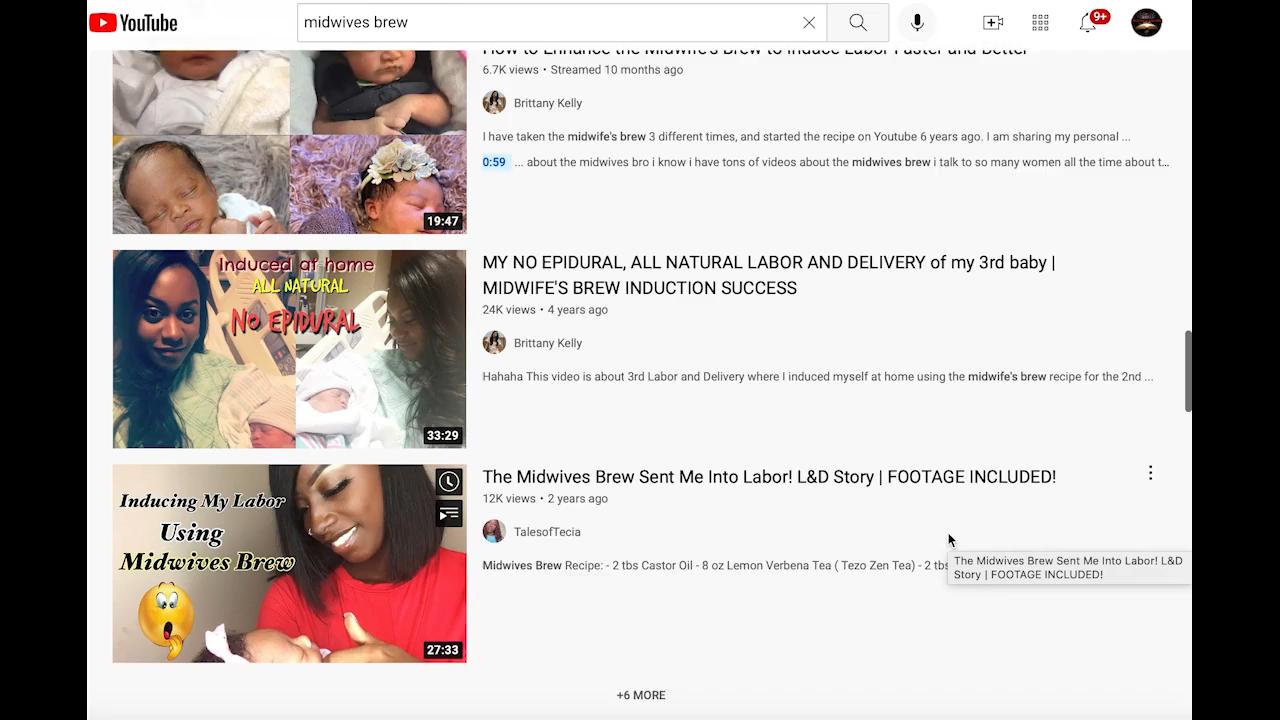 YouTube
midwives brew
9+
How to Enhance the Midwife's Brew to Induce Labor Faster and Better
6.7K views • Streamed 10 months ago
Brittany Kelly
I have taken the midwife's brew 3 different times, and started the recipe on Youtube 6 years ago. I am sharing my personal ...
0:59 ... about the midwives bro i know i have tons of videos about the midwives brew i talk to so many women all the time about t...
19:47
Induced at home
ALL NATURAL
NO EPIDURAL
33:29
MY NO EPIDURAL, ALL NATURAL LABOR AND DELIVERY of my 3rd baby |
MIDWIFE'S BREW INDUCTION SUCCESS
24K views • 4 years ago
Brittany Kelly
Hahaha This video is about 3rd Labor and Delivery where I induced myself at home using the midwife's brew recipe for the 2nd ...
Inducing My Labor
Using
Midwives Brew
27:33
The Midwives Brew Sent Me Into Labor! L&D Story | FOOTAGE INCLUDED!
12K views • 2 years ago
TalesofTecia
Midwives Brew Recipe: - 2 tbs Castor Oil - 8 oz Lemon Verbena Tea ( Tezo Zen Tea) - 2 tbs
The Midwives Brew Sent Me Into Labor! L&D
Story | FOOTAGE INCLUDED!
+6 MORE